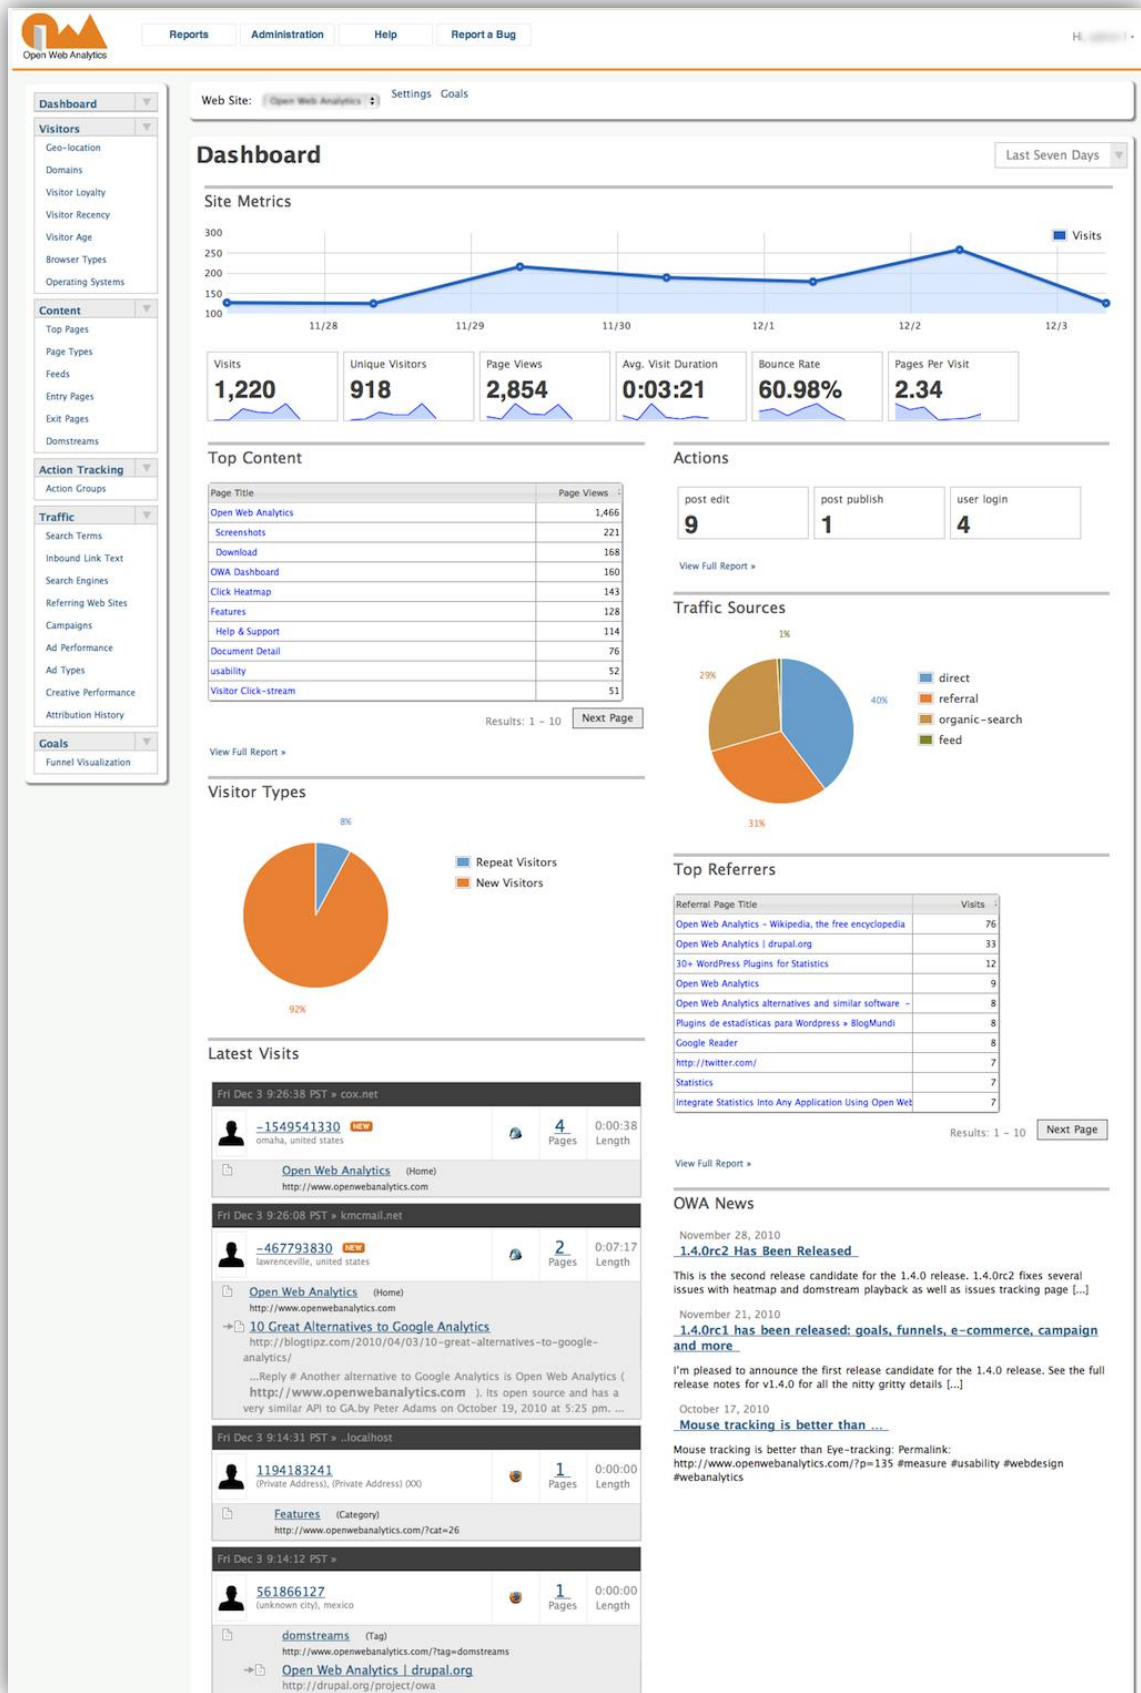 Open Web Analytics
Reports Administration Help Report a Bug
Hi,
Dashboard
Visitors
Geo-location
Domains
Visitor Loyalty
Visitor Recency
Visitor Age
Browser Types
Operating Systems
Content
Top Pages
Page Types
Feeds
Entry Pages
Exit Pages
Domstreams
Action Tracking
Action Groups
Traffic
Search Terms
Inbound Link Text
Search Engines
Referring Web Sites
Campaigns
Ad Performance
Ad Types
Creative Performance
Attribution History
Goals
Funnel Visualization
Web Site: Open Web Analytics Settings Goals
Dashboard
Last Seven Days
Site Metrics
300
250
200
150
100
Visits
11/28 11/29 11/30 12/1 12/2 12/3
Visits
1,220
Unique Visitors
918
Page Views
2,854
Avg. Visit Duration
0:03:21
Bounce Rate
60.98%
Pages Per Visit
2.34
Top Content
Page Title Page Views
Open Web Analytics 1,466
Screenshots 221
Download 168
OWA Dashboard 160
Click Heatmap 143
Features 128
Help & Support 114
Document Detail 76
usability 52
Visitor Click-stream 51
Results: 1 - 10 Next Page
View Full Report »
Visitor Types
8%
92%
Repeat Visitors
New Visitors
Latest Visits
Fri Dec 3 9:26:38 PST » cox.net
-1549541330 NEW
omaha, united states
4
Pages
0:00:38
Length
Open Web Analytics (Home)
http://www.openwebanalytics.com
Fri Dec 3 9:26:08 PST » kmcmail.net
-467793830 NEW
lawrenceville, united states
2
Pages
0:07:17
Length
Open Web Analytics (Home)
http://www.openwebanalytics.com
10 Great Alternatives to Google Analytics
http://blogtipz.com/2010/04/03/10-great-alternatives-to-google-
analytics/
...Reply # Another alternative to Google Analytics is Open Web Analytics (
http://www.openwebanalytics.com ). Its open source and has a
very similar API to GA.by Peter Adams on October 19, 2010 at 5:25 pm. ...
Fri Dec 3 9:14:31 PST » ..localhost
1194183241
(Private Address), (Private Address) (XX)
1
Pages
0:00:00
Length
Features (Category)
http://www.openwebanalytics.com/?cat=26
Fri Dec 3 9:14:12 PST »
561866127
(unknown city), mexico
1
Pages
0:00:00
Length
domstreams (Tag)
http://www.openwebanalytics.com/?tag=domstreams
Open Web Analytics | drupal.org
http://drupal.org/project/owa
Actions
post edit
9
post publish
1
user login
4
View Full Report »
Traffic Sources
1%
29%
40%
31%
direct
referral
organic-search
feed
Top Referrers
Referral Page Title Visits
Open Web Analytics - Wikipedia, the free encyclopedia 76
Open Web Analytics | drupal.org 33
30+ WordPress Plugins for Statistics 12
Open Web Analytics 9
Open Web Analytics alternatives and similar software - 8
Plugins de estadísticas para Wordpress » BlogMundi 8
Google Reader 8
http://twitter.com/ 7
Statistics 7
Integrate Statistics Into Any Application Using Open Web 7
Results: 1 - 10 Next Page
View Full Report »
OWA News
November 28, 2010
1.4.0rc2 Has Been Released
This is the second release candidate for the 1.4.0 release. 1.4.0rc2 fixes several
issues with heatmap and domstream playback as well as issues tracking page [...]
November 21, 2010
1.4.0rc1 has been released: goals, funnels, e-commerce, campaign
and more
I'm pleased to announce the first release candidate for the 1.4.0 release. See the full
release notes for v1.4.0 for all the nitty gritty details [...]
October 17, 2010
Mouse tracking is better than ...
Mouse tracking is better than Eye-tracking: Permalink:
http://www.openwebanalytics.com/?p=135 #measure #usability #webdesign
#webanalytics